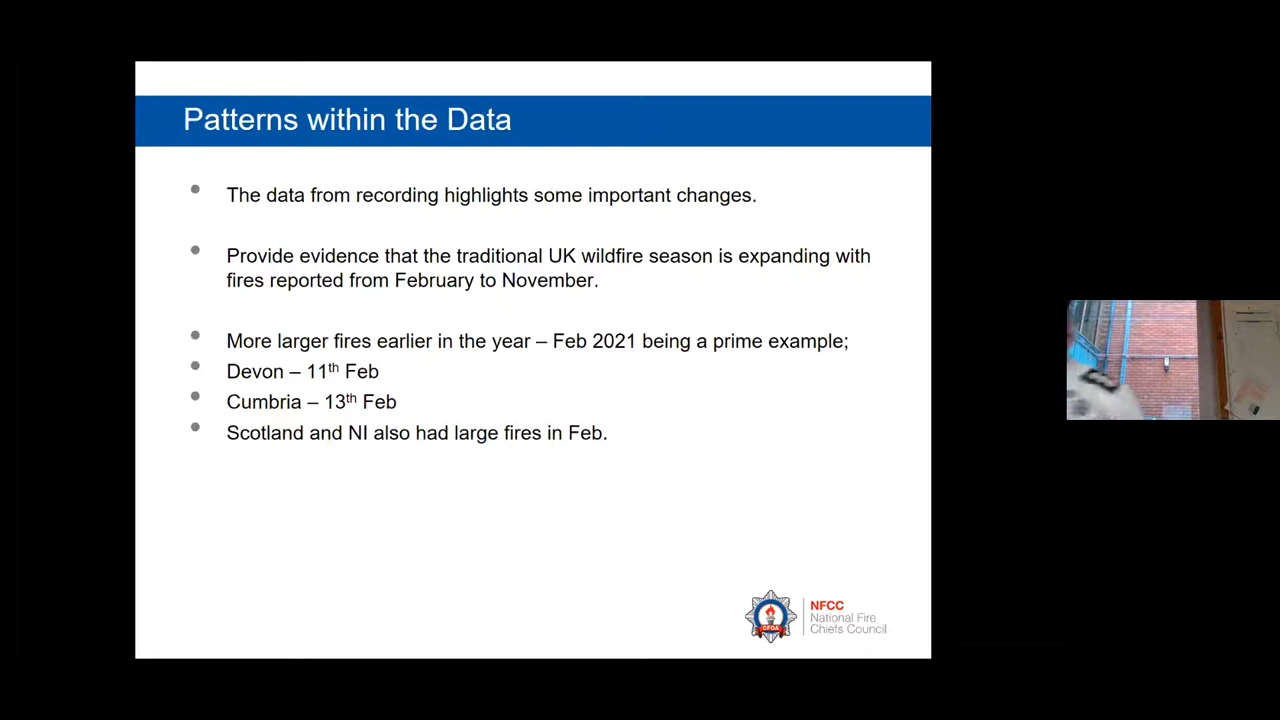 Patterns within the Data
• The data from recording highlights some important changes.
• Provide evidence that the traditional UK wildfire season is expanding with
fires reported from February to November.
• More larger fires earlier in the year – Feb 2021 being a prime example;
• Devon – 11th Feb
• Cumbria – 13th Feb
• Scotland and NI also had large fires in Feb.
CFOA
NFCC
National Fire
Chiefs Council